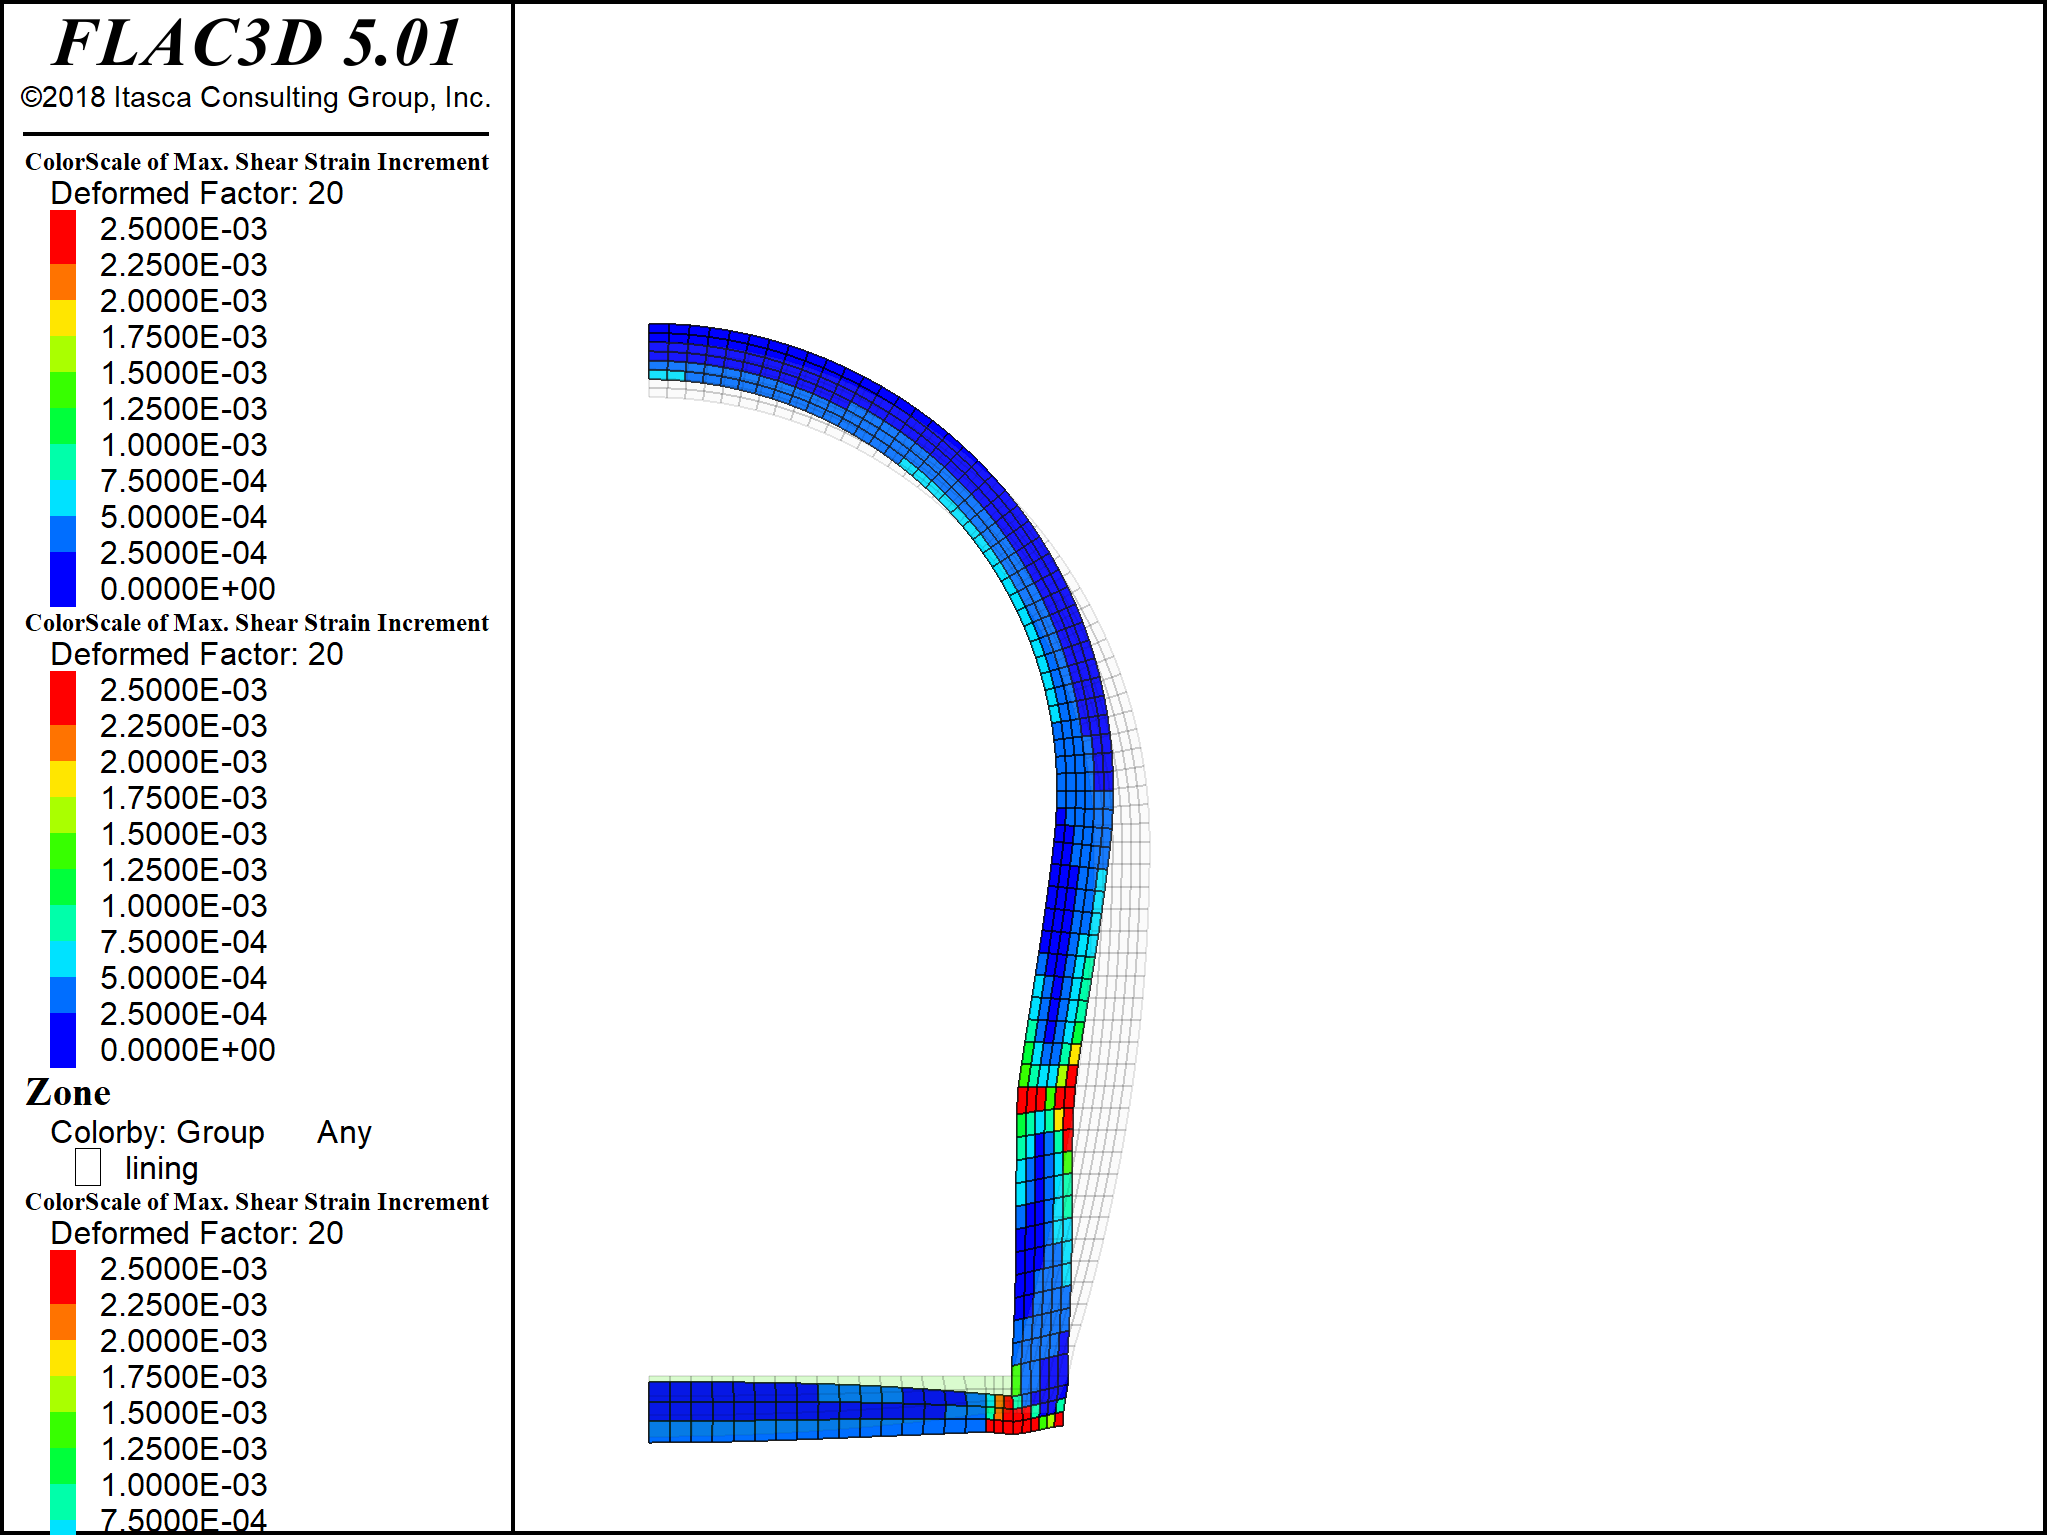 FLAC3D 5.01
©2018 Itasca Consulting Group, Inc.
ColorScale of Max. Shear Strain Increment
Deformed Factor: 20
2.5000E-03
2.2500E-03
2.0000E-03
1.7500E-03
1.5000E-03
1.2500E-03
1.0000E-03
7.5000E-04
5.0000E-04
2.5000E-04
0.0000E+00
ColorScale of Max. Shear Strain Increment
Deformed Factor: 20
2.5000E-03
2.2500E-03
2.0000E-03
1.7500E-03
1.5000E-03
1.2500E-03
1.0000E-03
7.5000E-04
5.0000E-04
2.5000E-04
0.0000E+00
Zone
Colorby: Group Any
lining
ColorScale of Max. Shear Strain Increment
Deformed Factor: 20
2.5000E-03
2.2500E-03
2.0000E-03
1.7500E-03
1.5000E-03
1.2500E-03
1.0000E-03
7.5000E-04